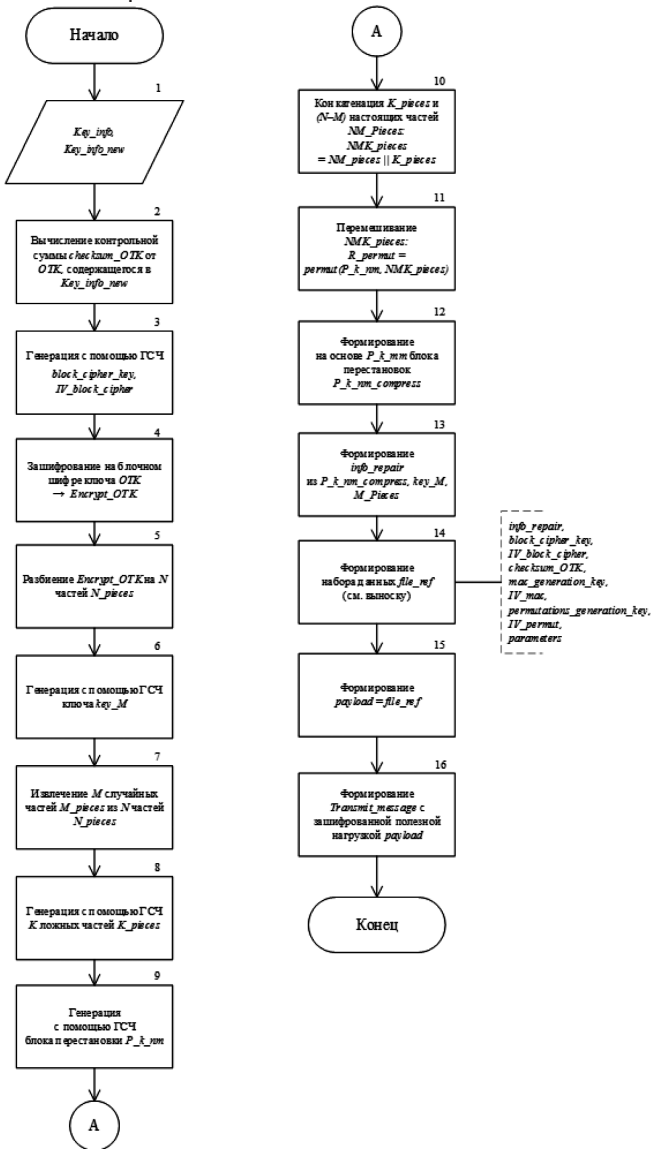 Начало
1
Key_info,
Key_info_new
2
Вычисление контрольной
суммы checksum_OTK от
OTK, содержащегося в
Key_info_new
3
Генерация с помощью ГСЧ
block_cipher_key,
IV_block_cipher
4
Зашифрование на блочном
шифре ключа OTK
→ Encrypt_OTK
5
Разбиение Encrypt_OTK на N
частей N_pieces
6
Генерация с помощью ГСЧ
ключа key_M
7
Извлечение M случайных
частей M_pieces из N частей
N_pieces
8
Генерация с помощью ГСЧ
K ложных частей K_pieces
9
Генерация
с помощью ГСЧ
блока перестановки P_k_nm
А
А
10
Конкатенация K_pieces и
(N–M) настоящих частей
NM_Pieces:
NMK_pieces
= NM_pieces || K_pieces
11
Перемешивание
NMK_pieces:
R_permut =
permut(P_k_nm, NMK_pieces)
12
Формирование
на основе P_k_mm блока
перестановок
P_k_nm_compress
13
Формирование
info_repair
из P_k_nm_compress, key_M,
M_Pieces
14
Формирование
набора данных file_ref
(см. выноску)
info_repair,
block_cipher_key,
IV_block_cipher,
checksum_OTK,
mac_generation_key,
IV_mac,
permutations_generation_key,
IV_permut,
parameters
15
Формирование
payload = file_ref
16
Формирование
Transmit_message с
зашифрованной полезной
нагрузкой payload
Конец